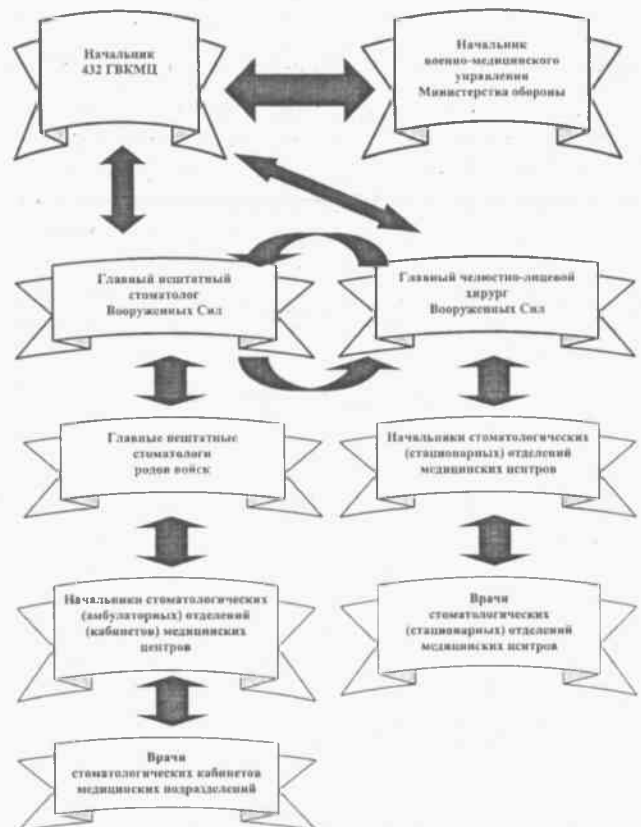 Начальник
432 ГВКМЦ
Начальник
военно-медицинского
управления
Министерства обороны
Главный нештатный
стоматолог
Вооруженных Сил
Главный челюстно-лицевой
хирург
Вооруженных Сил
Главные нештатные
стоматологи
родов войск
Начальники стоматологических
(стационарных) отделений
медицинских центров
Начальники стоматологических
(амбулаторных) отделений
(кабинетов) медицинских
центров
Врачи
стоматологических
(стационарных) отделений
медицинских центров
Врачи
стоматологических кабинетов
медицинских подразделений